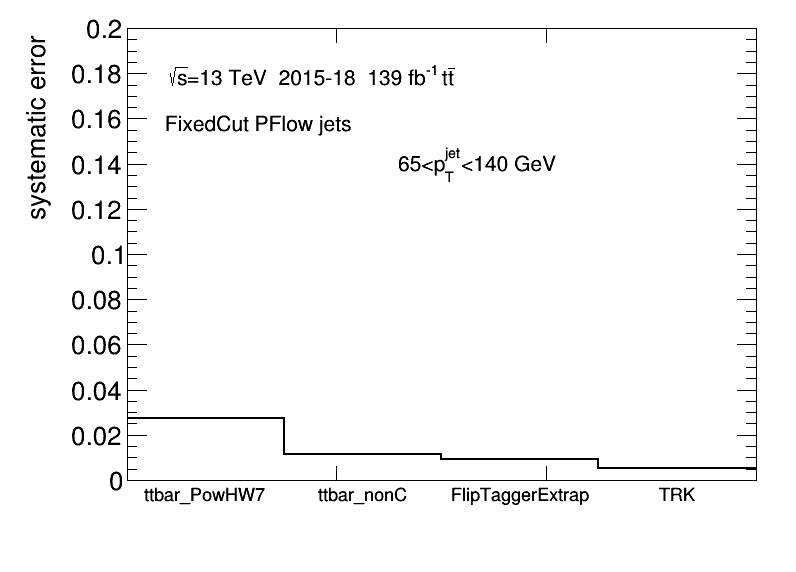 systematic error
0.2
0.18
0.16
0.14
0.12
0.1
0.08
0.06
0.04
0.02
0
√s=13 TeV 2015-18 139 fb⁻¹ tt̄
FixedCut PFlow jets
65<p_T^jet<140 GeV
ttbar_PowHW7 ttbar_nonC FlipTaggerExtrap TRK